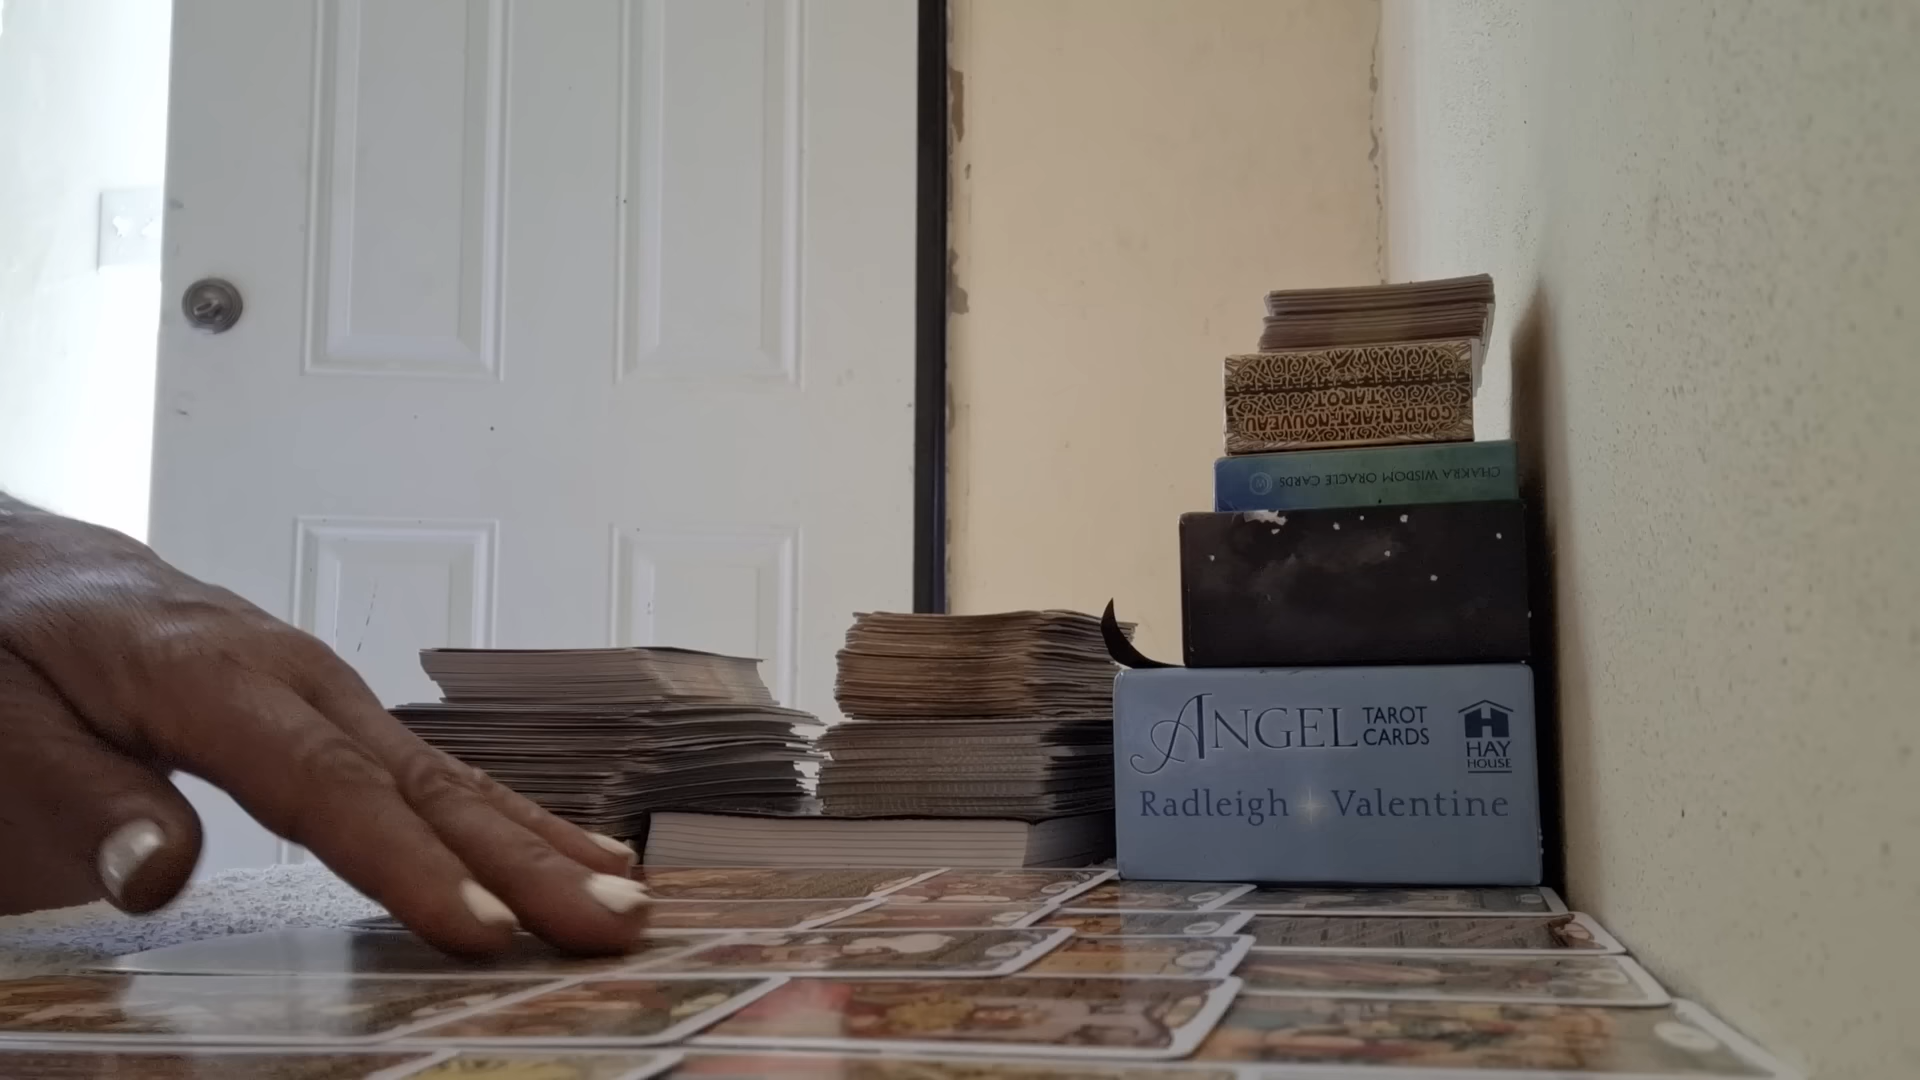 GOLDEN ART NOUVEAU
TAROT
CHAKRA WISDOM ORACLE CARDS
ANGEL TAROT CARDS
HAY HOUSE
Radleigh Valentine